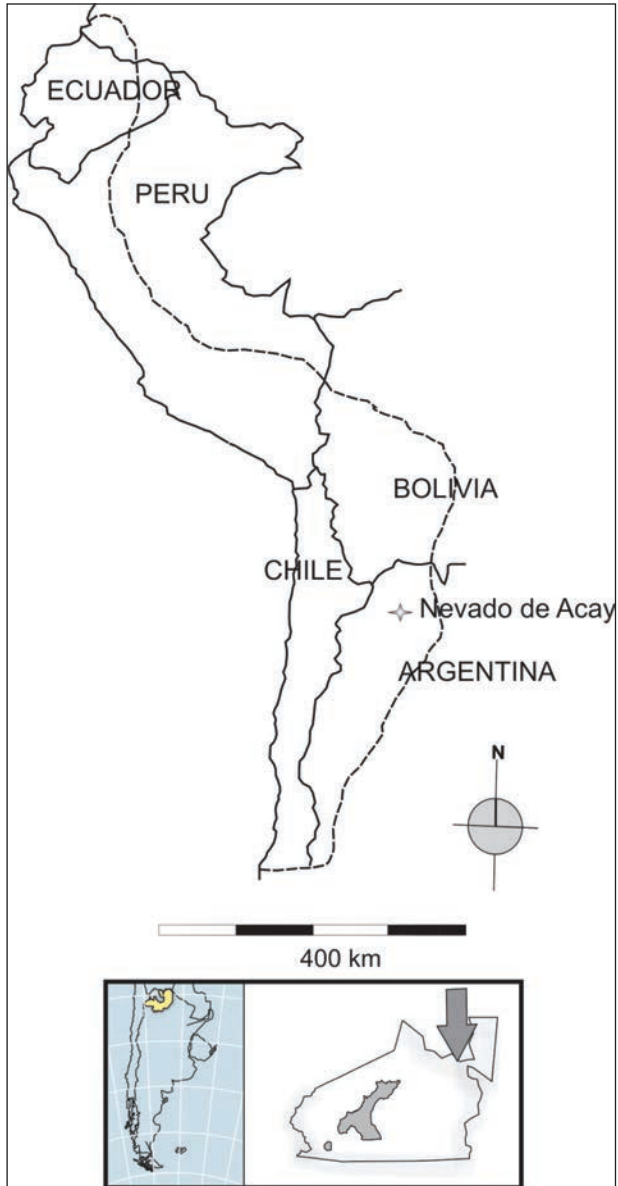 ECUADOR
PERU
BOLIVIA
CHILE
Nevado de Acay
ARGENTINA
N
400 km